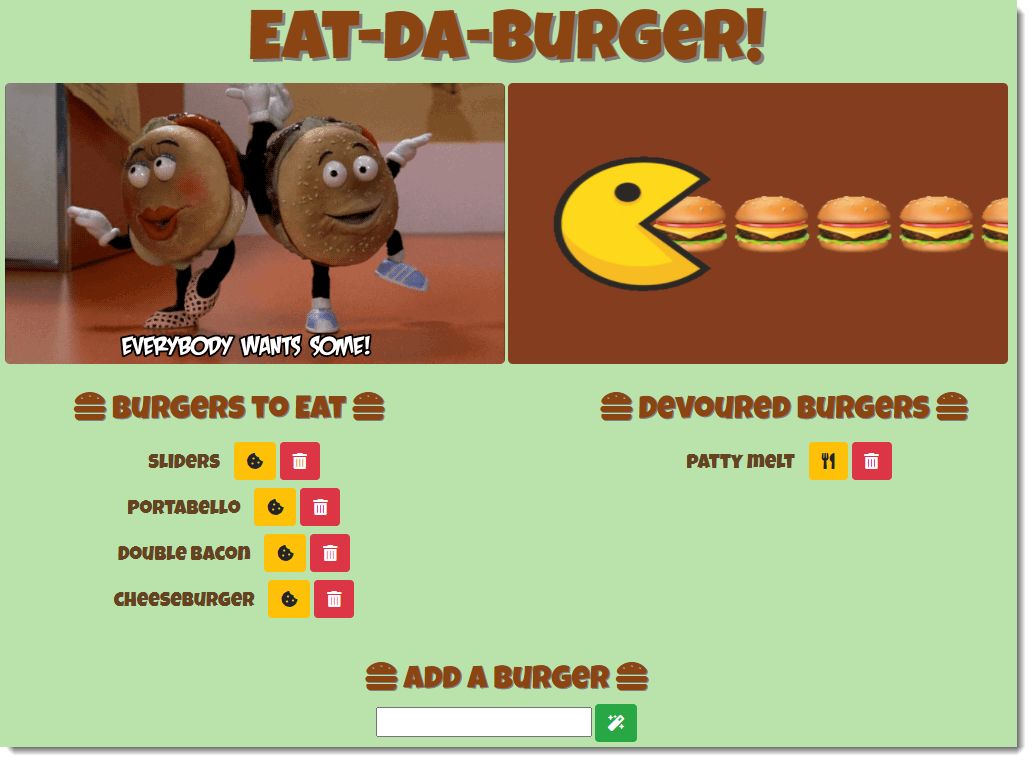 EAT-DA-BURGER!
EVERYBODY WANTS SOME!
BURGERS TO EAT
DEVOURED BURGERS
SLIDERS
PATTY MELT
PORTABELLO
DOUBLE BACON
CHEESEBURGER
ADD A BURGER